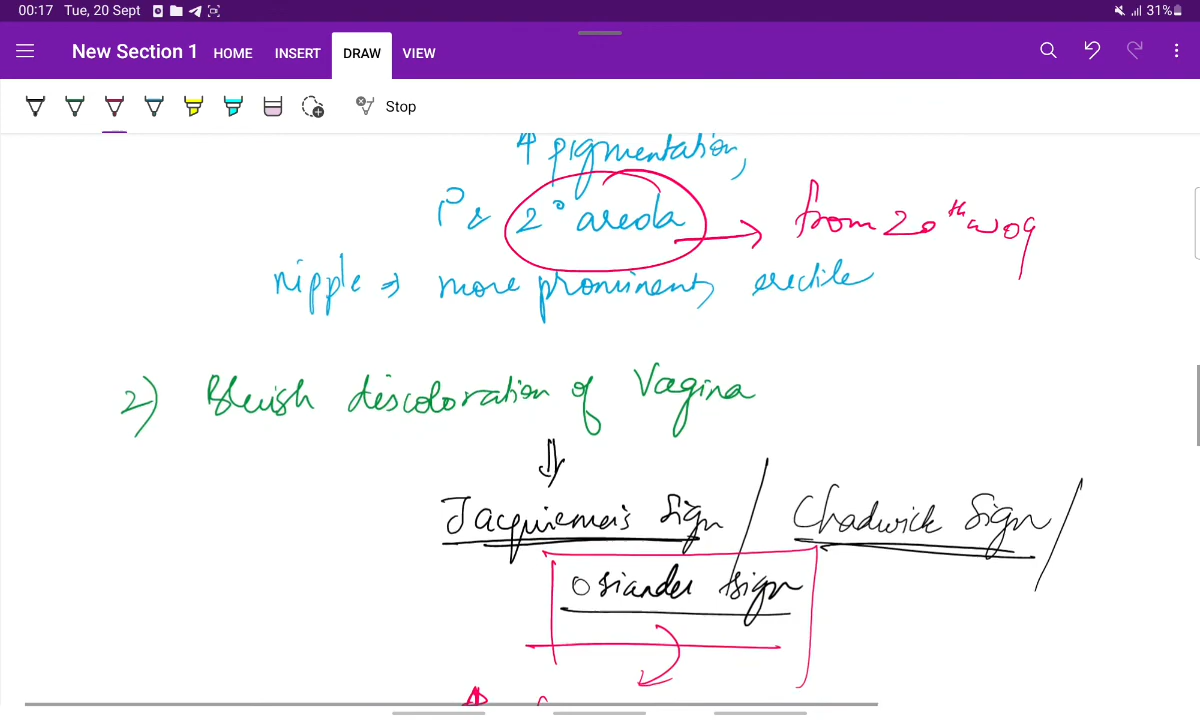 00:17 Tue, 20 Sept 31%
New Section 1 HOME INSERT DRAW VIEW
Stop
↑ pigmentation,
1° & 2° areola → from 20th wog
nipple → more prominent, erectile
2) Bluish discoloration of Vagina
⇓
Jacquiemeis Sign / Chadwick Sign /
Osiander sign